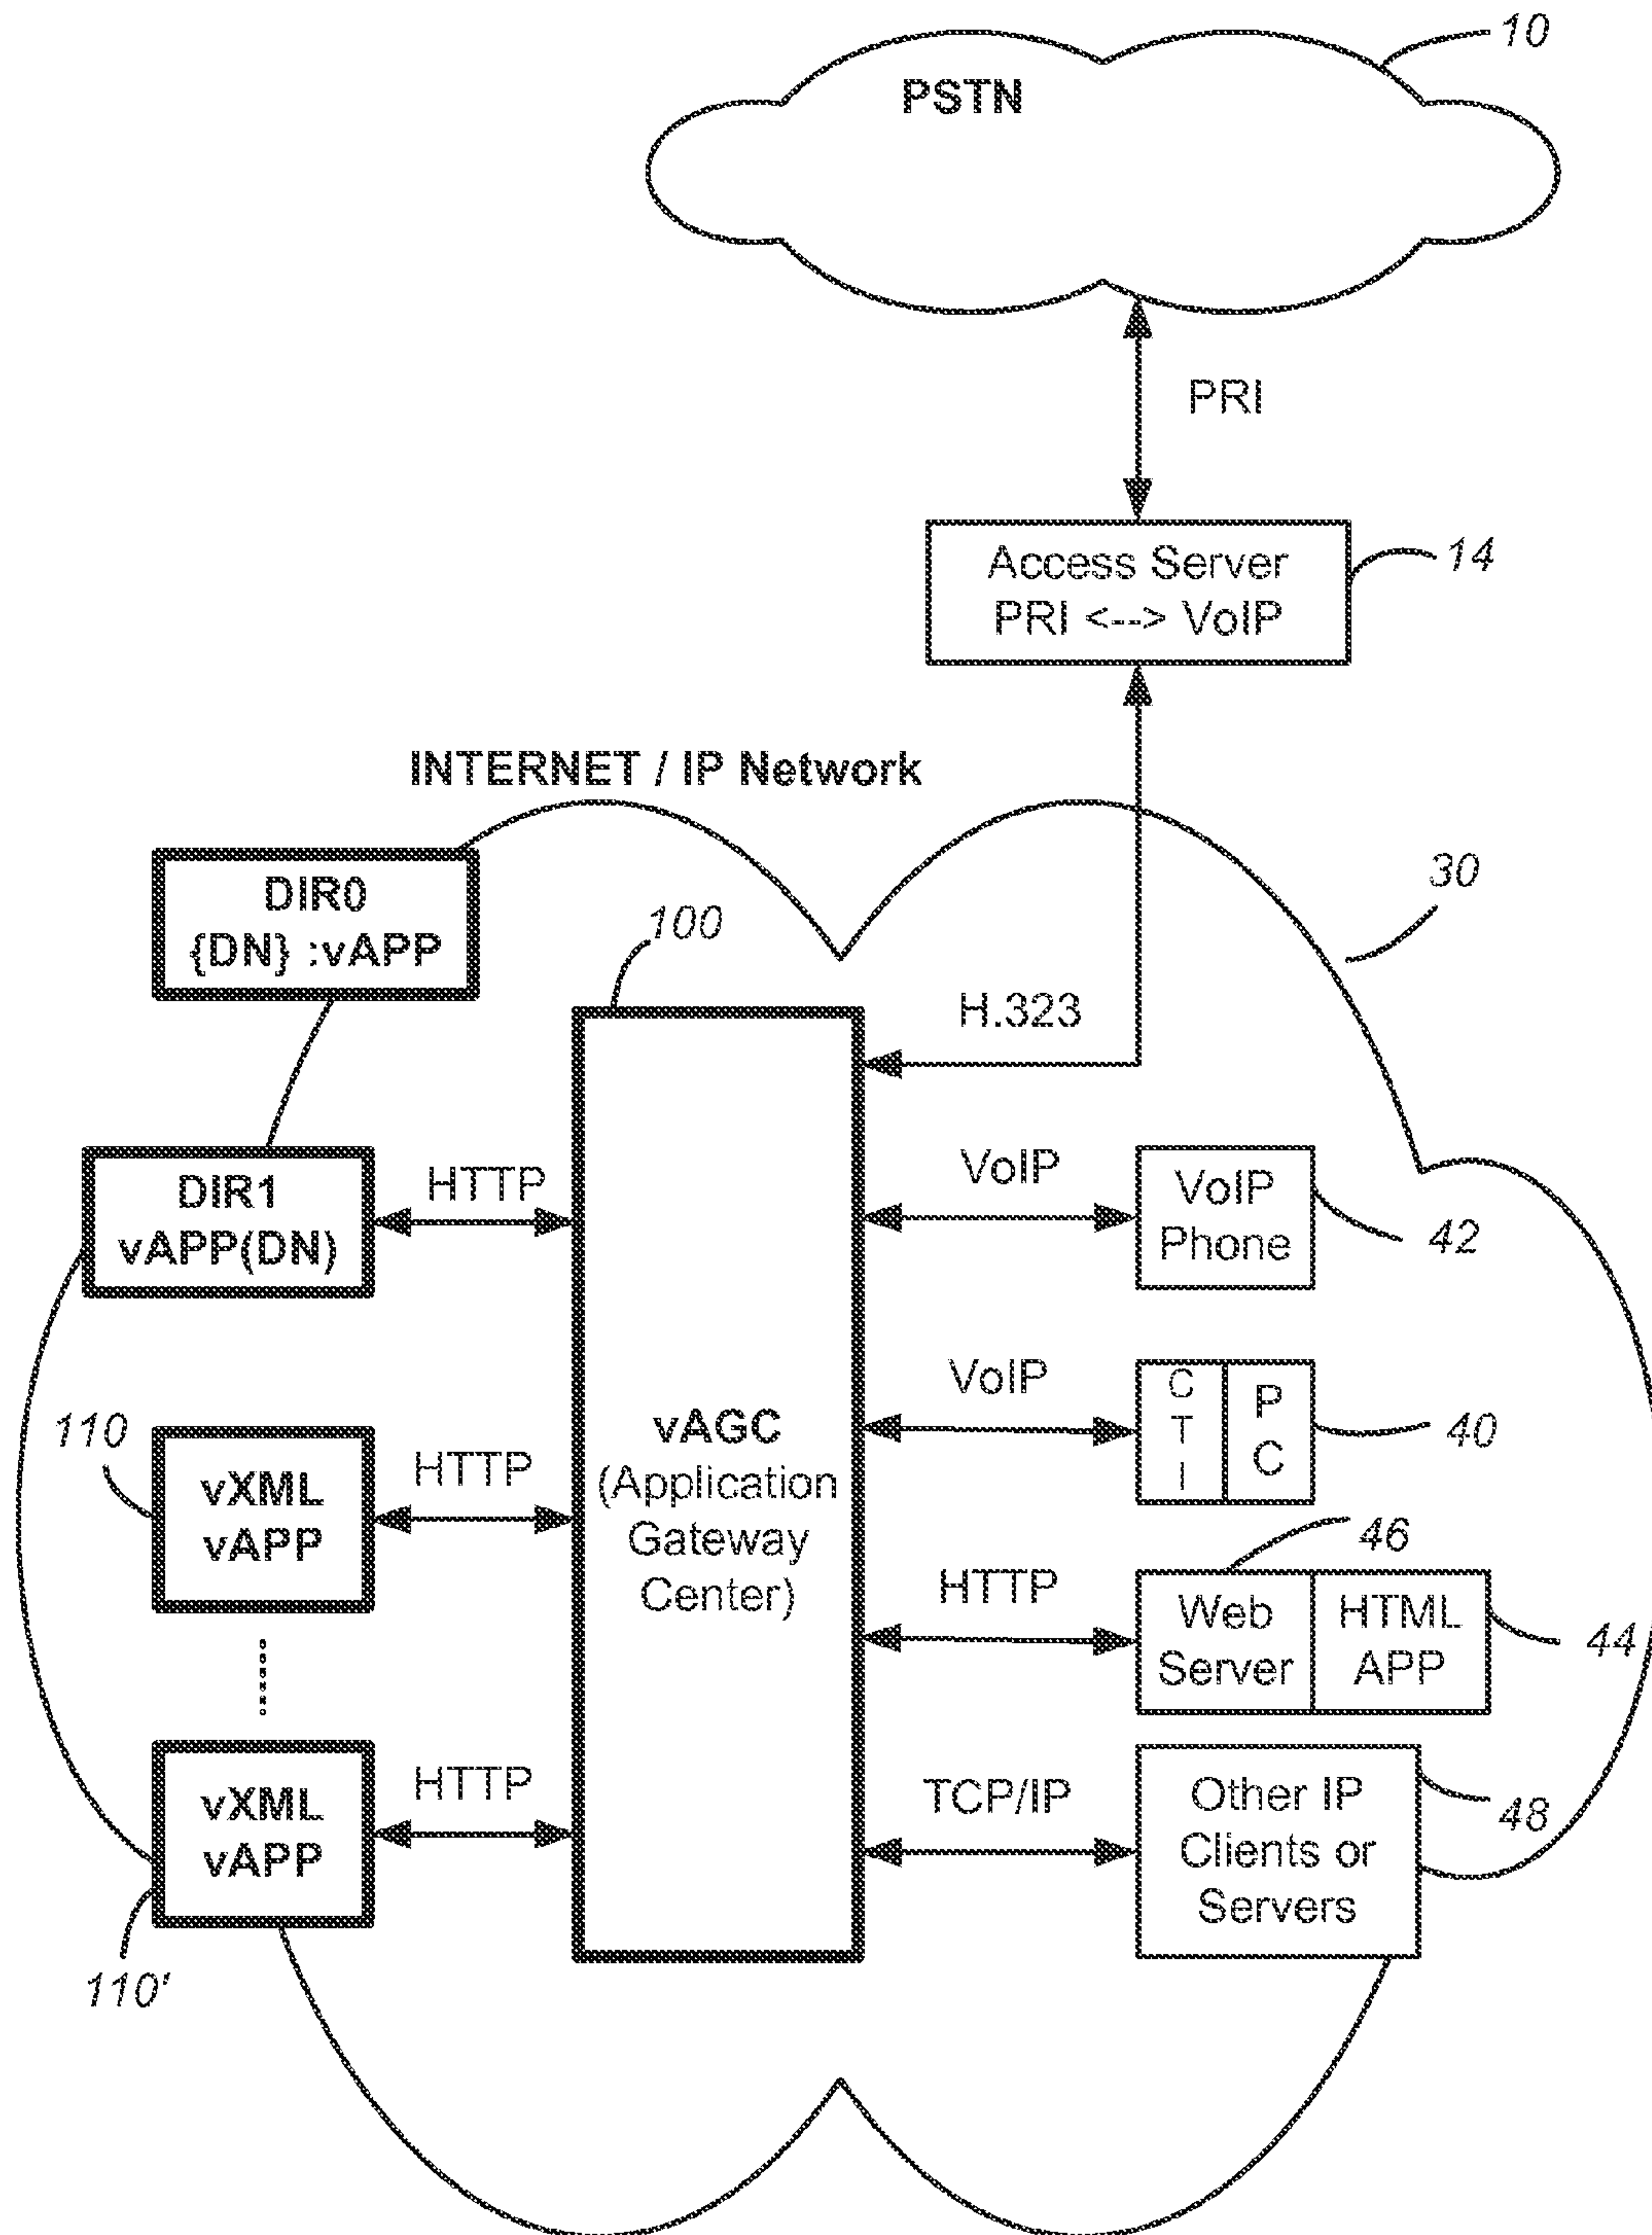 10
PSTN
PRI
Access Server
PRI <--> VoIP
14
INTERNET / IP Network
DIR0
{DN} :vAPP
30
100
H.323
DIR1
vAPP(DN)
HTTP
VoIP
VoIP
Phone
42
VoIP
C
T
I
P
C
40
110
vXML
vAPP
HTTP
vAGC
(Application
Gateway
Center)
46
HTTP
Web
Server
HTML
APP
44
vXML
vAPP
HTTP
110'
TCP/IP
Other IP
Clients or
Servers
48